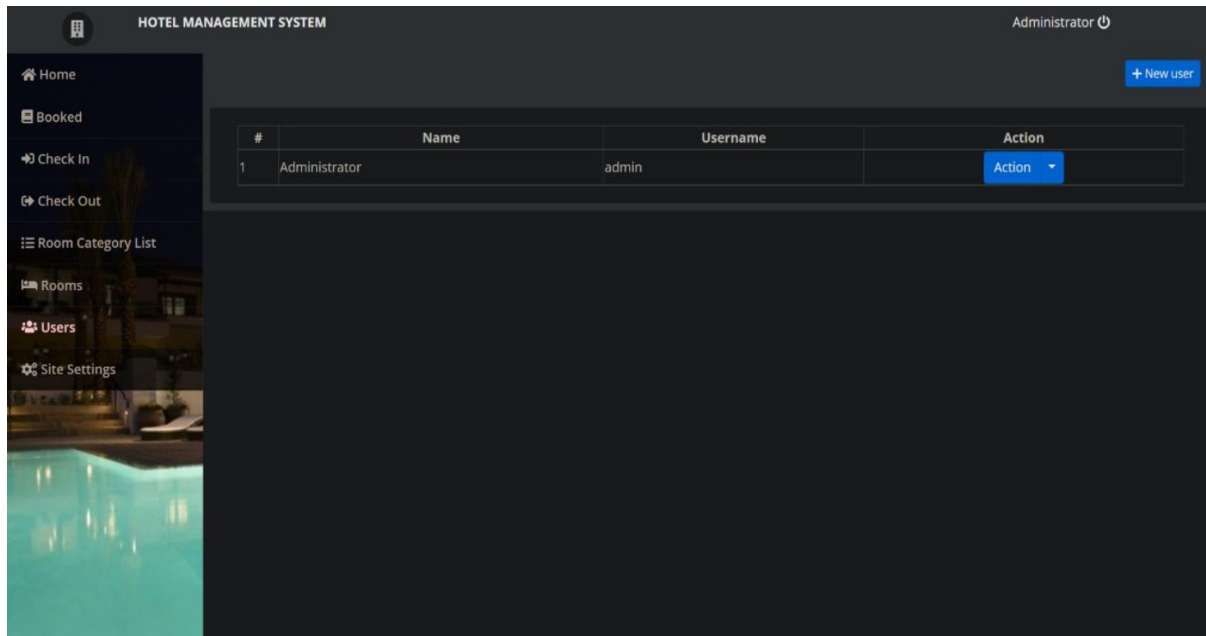 HOTEL MANAGEMENT SYSTEM Administrator
Home
Booked
Check In
Check Out
Room Category List
Rooms
Users
Site Settings
+ New user
# Name Username Action
1 Administrator admin Action